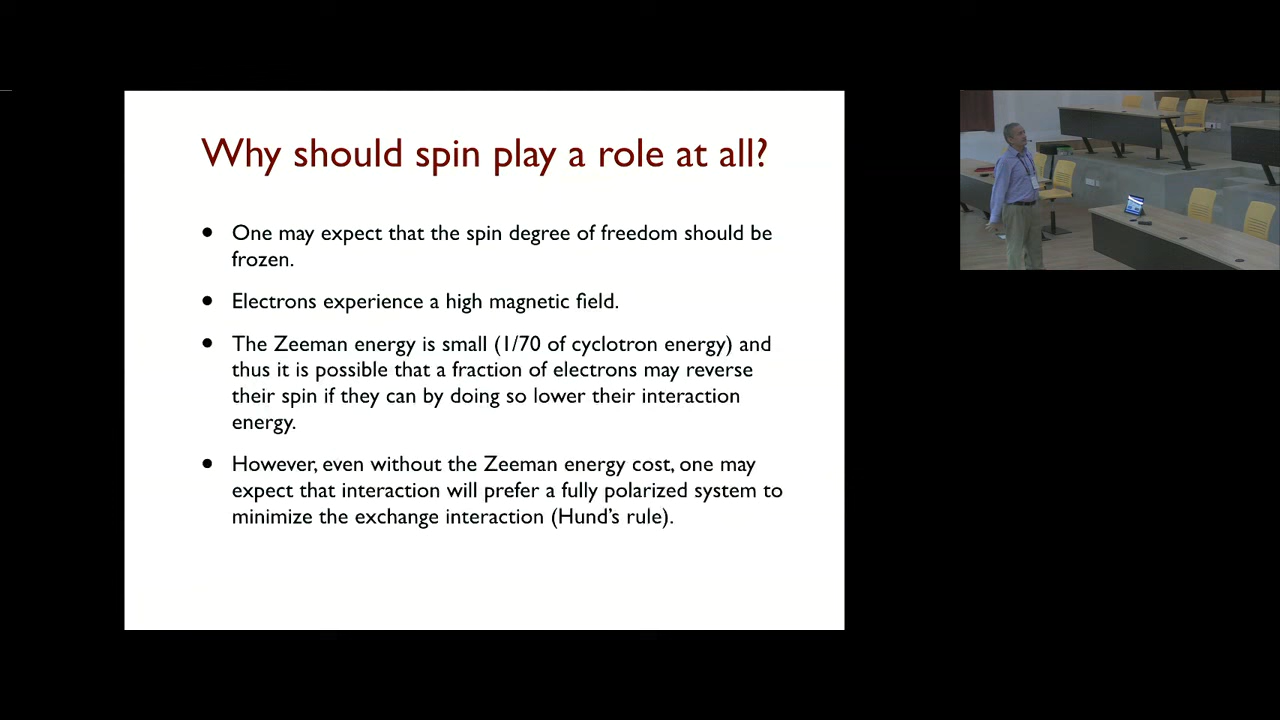 Why should spin play a role at all?
• One may expect that the spin degree of freedom should be
frozen.
• Electrons experience a high magnetic field.
• The Zeeman energy is small (1/70 of cyclotron energy) and
thus it is possible that a fraction of electrons may reverse
their spin if they can by doing so lower their interaction
energy.
• However, even without the Zeeman energy cost, one may
expect that interaction will prefer a fully polarized system to
minimize the exchange interaction (Hund’s rule).